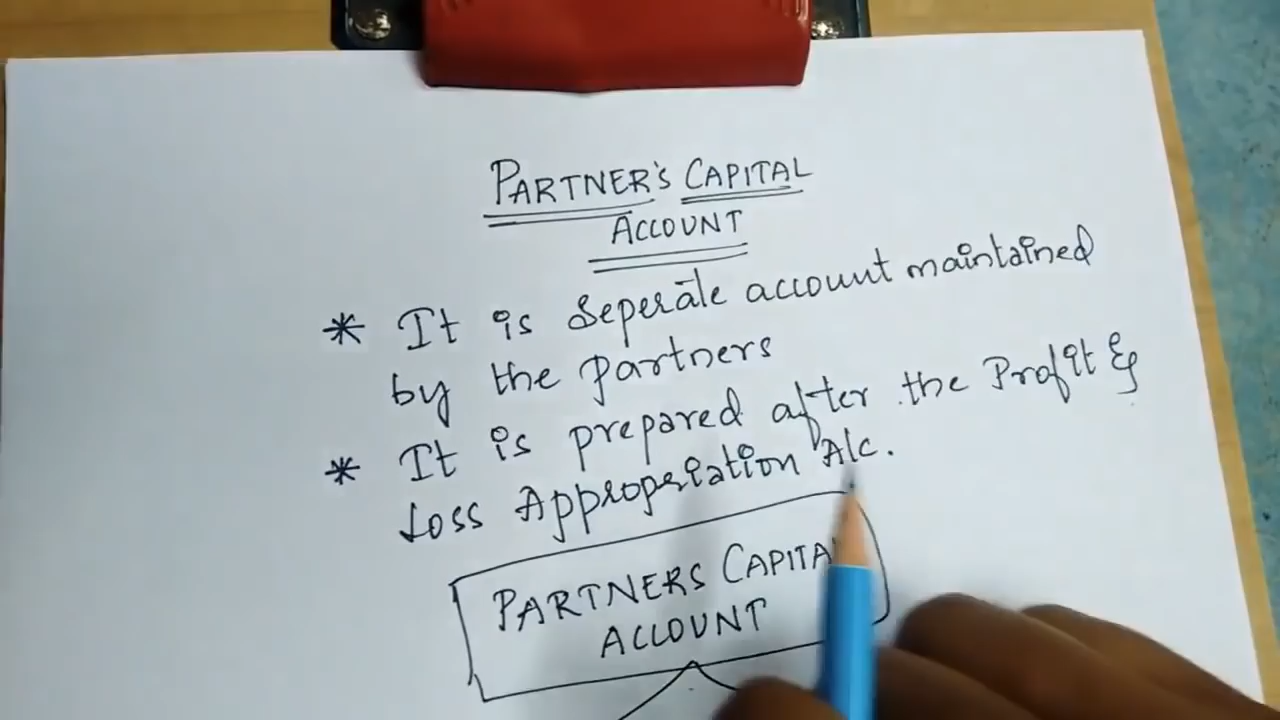 PARTNER'S CAPITAL
ACCOUNT
* It is Seperate account maintained
by the partners
* It is prepared after the Profit &
Loss Appropriation A/c.
PARTNERS CAPITA
ACCOUNT